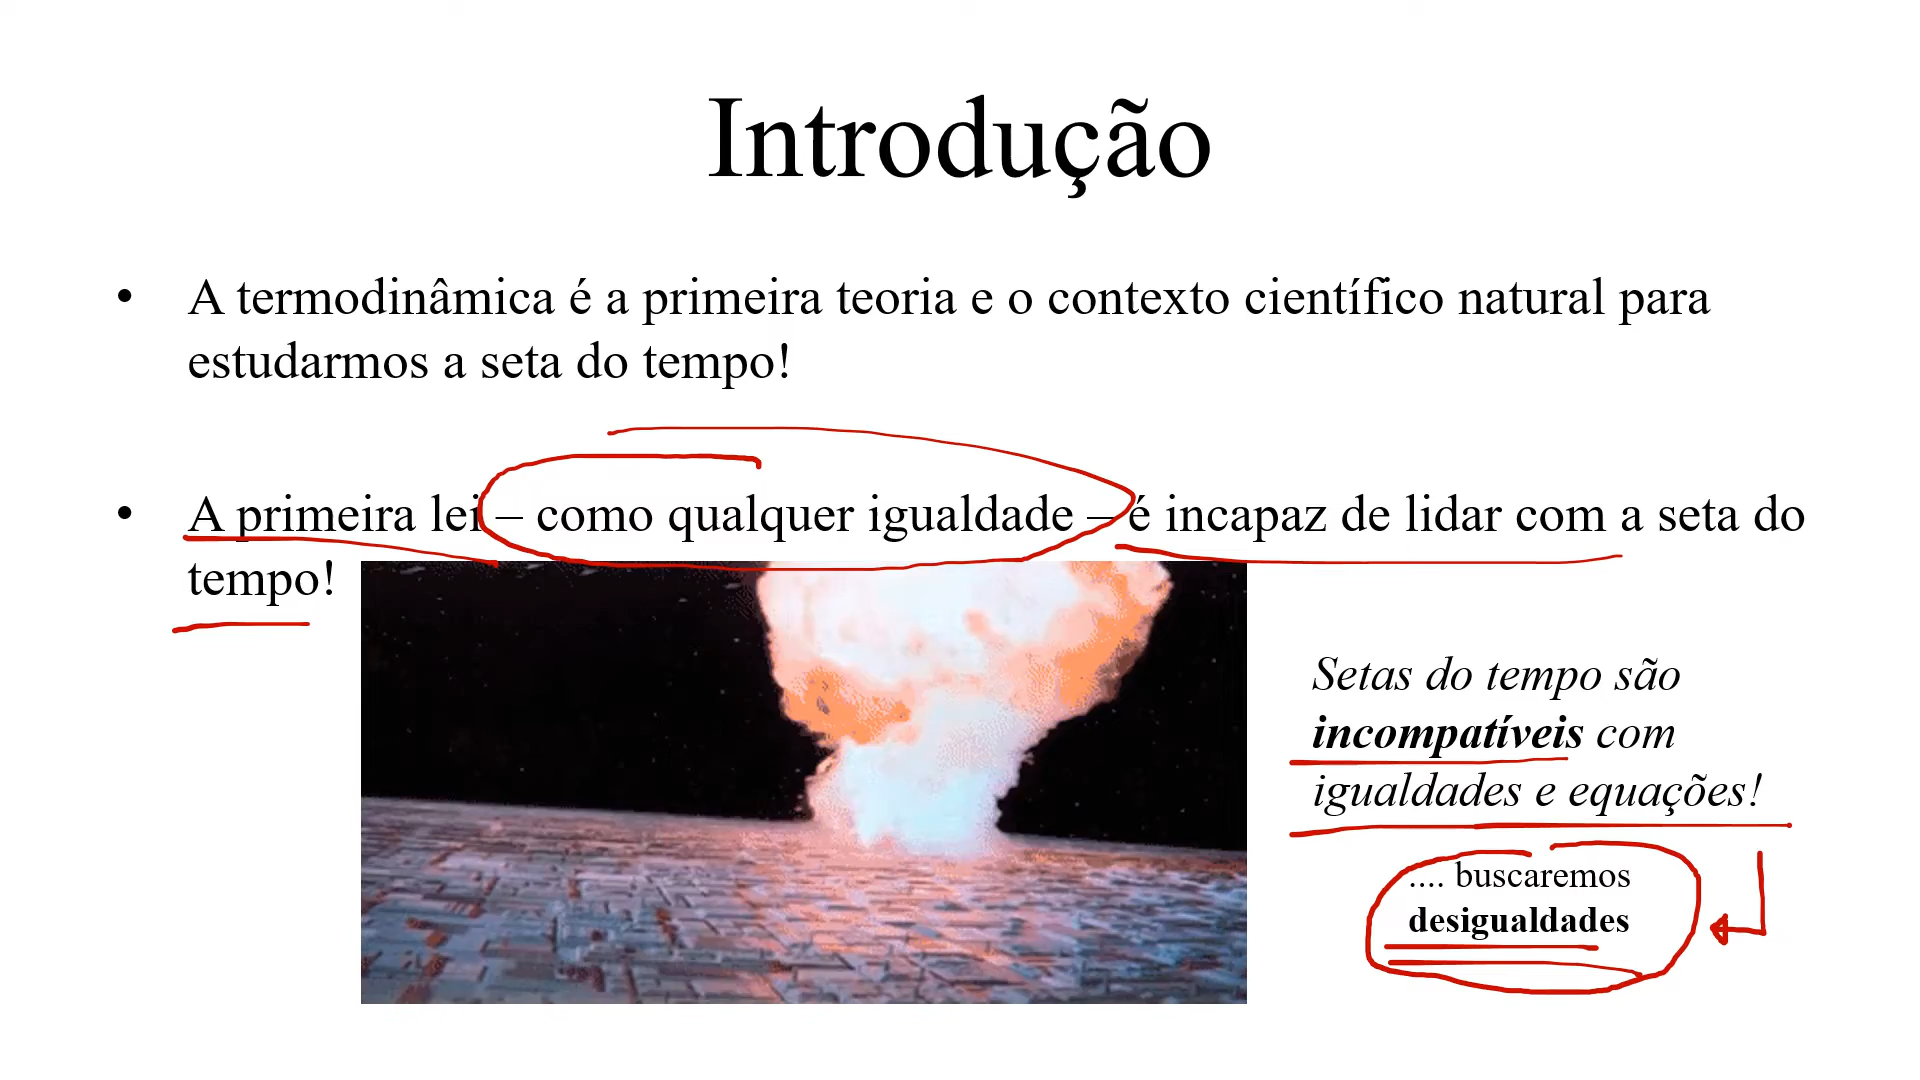 Introdução
• A termodinâmica é a primeira teoria e o contexto científico natural para
estudarmos a seta do tempo!
• A primeira lei – como qualquer igualdade – é incapaz de lidar com a seta do
tempo!
Setas do tempo são
incompatíveis com
igualdades e equações!
.... buscaremos
desigualdades